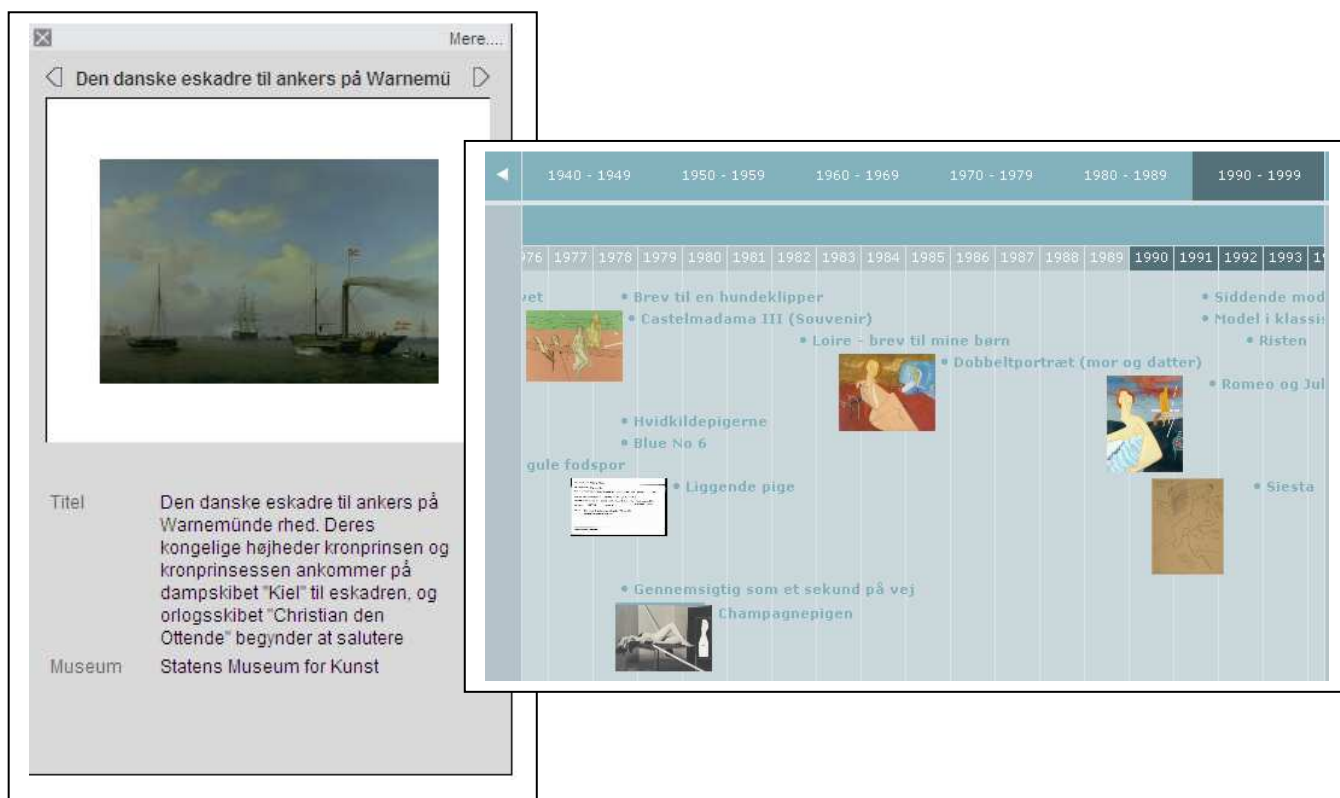 Mere....
Den danske eskadre til ankers på Warnemü
Titel
Den danske eskadre til ankers på
Warnemünde rhed. Deres
kongelige højheder kronprinsen og
kronprinsessen ankommer på
dampskibet "Kiel" til eskadren, og
orlogsskibet "Christian den
Ottende" begynder at salutere
Museum
Statens Museum for Kunst
1940 - 1949 1950 - 1959 1960 - 1969 1970 - 1979 1980 - 1989 1990 - 1999
976 1977 1978 1979 1980 1981 1982 1983 1984 1985 1986 1987 1988 1989 1990 1991 1992 1993 1
vet • Brev til en hundeklipper • Siddende mod
• Castelmadama III (Souvenir) • Model i klassis
• Loire - brev til mine børn • Risten
• Dobbeltportræt (mor og datter)
• Romeo og Jul
• Hvidkildepigerne
• Blue No 6
gule fodspor
• Liggende pige • Siesta
• Gennemsigtig som et sekund på vej
Champagnepigen